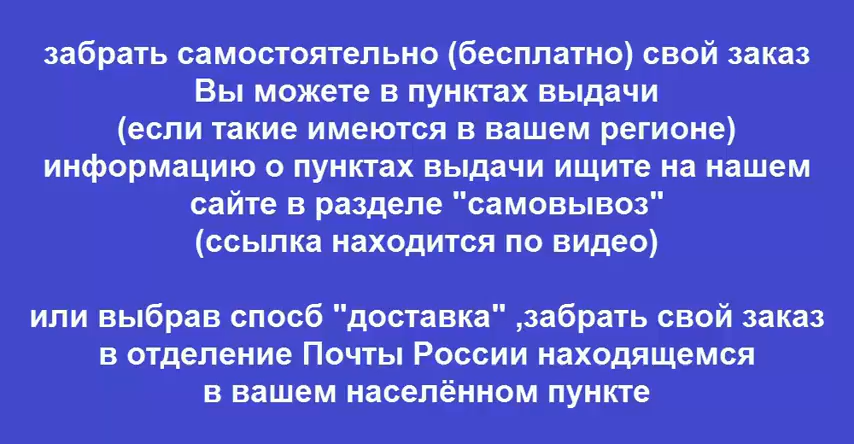 забрать самостоятельно (бесплатно) свой заказ
Вы можете в пунктах выдачи
(если такие имеются в вашем регионе)
информацию о пунктах выдачи ищите на нашем
сайте в разделе "самовывоз"
(ссылка находится по видео)
или выбрав спосб "доставка" ,забрать свой заказ
в отделение Почты России находящемся
в вашем населённом пункте